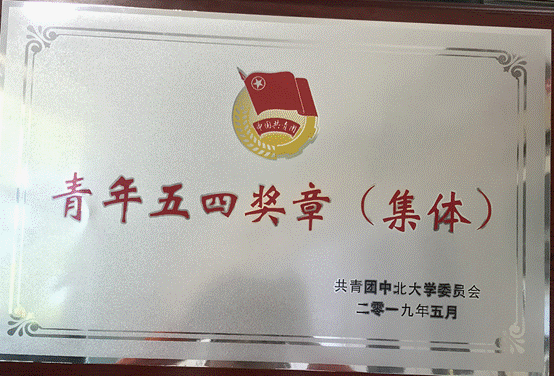 中国共青团
青年五四奖章（集体）
共青团中北大学委员会
二零一九年五月